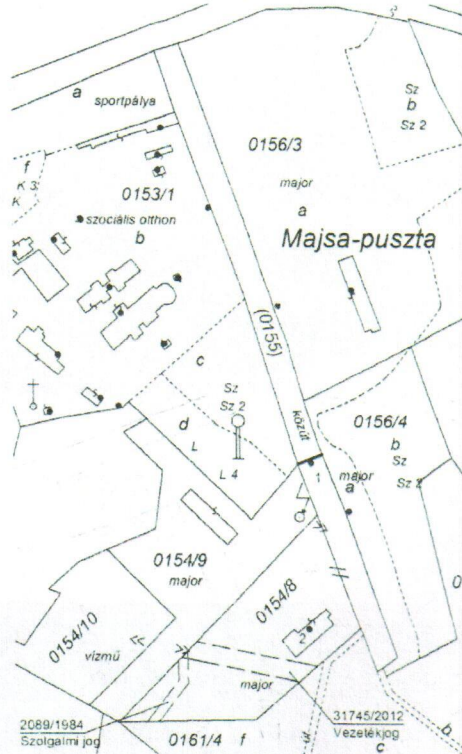 a
sportpálya
Sz
b
Sz 2
0156/3
major
a
f
K 3
K
0153/1
szociális otthon
b
Majsa-puszta
(0155)
c
Sz
Sz 2
d
L
L 4
közút
0156/4
b
Sz
Sz 2
major
a
1
0154/9
major
0154/8
0154/10
vízmű
major
2089/1984
Szolgalmi jog
0161/4 f
31745/2012
Vezetékjog
b
c